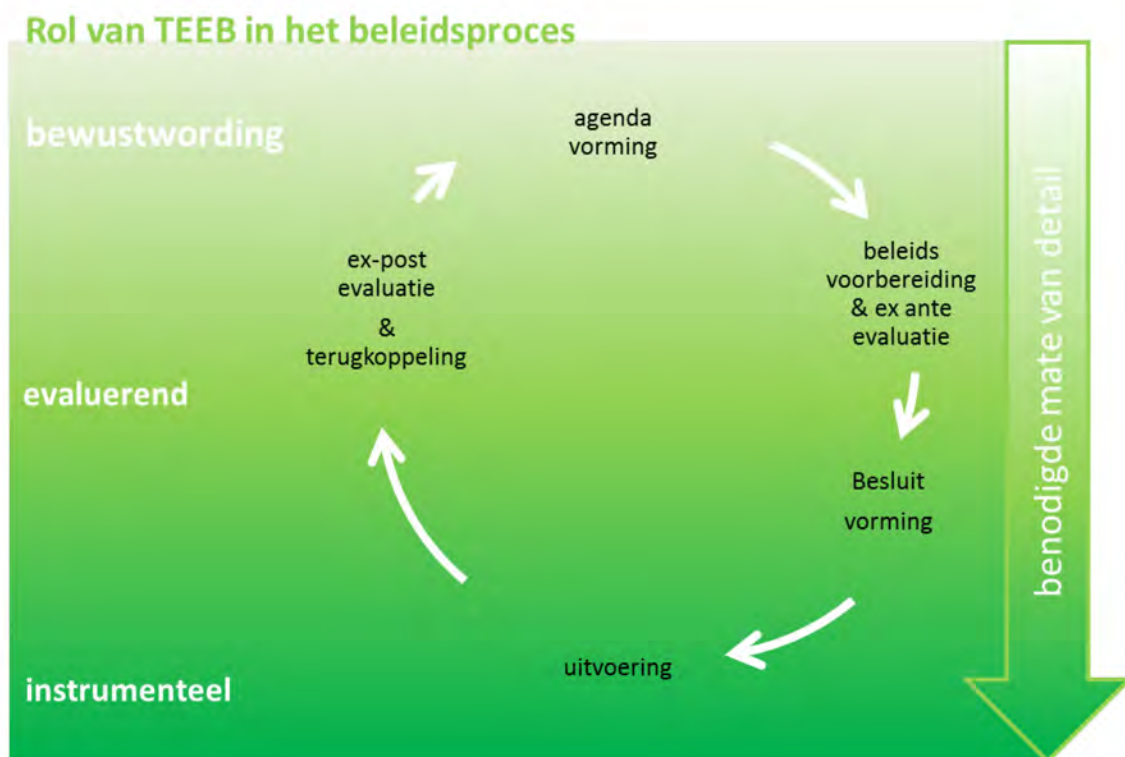 Rol van TEEB in het beleidsproces
bewustwording
agenda
vorming
beleids
voorbereiding
& ex ante
evaluatie
Besluit
vorming
uitvoering
ex-post
evaluatie
&
terugkoppeling
evaluerend
instrumenteel
benodigde mate van detail